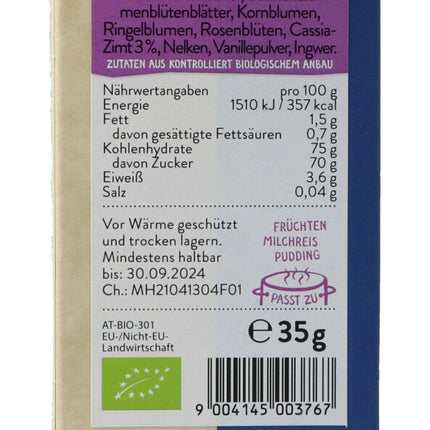 menblütenblätter, Kornblumen,
Ringelblumen, Rosenblüten, Cassia-
Zimt 3%, Nelken, Vanillepulver, Ingwer.
ZUTATEN AUS KONTROLLIERT BIOLOGISCHEM ANBAU
Nährwertangaben pro 100 g
Energie 1510 kJ / 357 kcal
Fett 1,5 g
davon gesättigte Fettsäuren 0,7 g
Kohlenhydrate 75 g
davon Zucker 70 g
Eiweiß 3,6 g
Salz 0,04 g
Vor Wärme geschützt
und trocken lagern.
Mindestens haltbar
bis: 30.09.2024
Ch.: MH21041304F01
FRÜCHTEN
MILCHREIS
PUDDING
PASST ZU
AT-BIO-301
EU-/Nicht-EU-
Landwirtschaft
℮ 35g
9 004145 003767